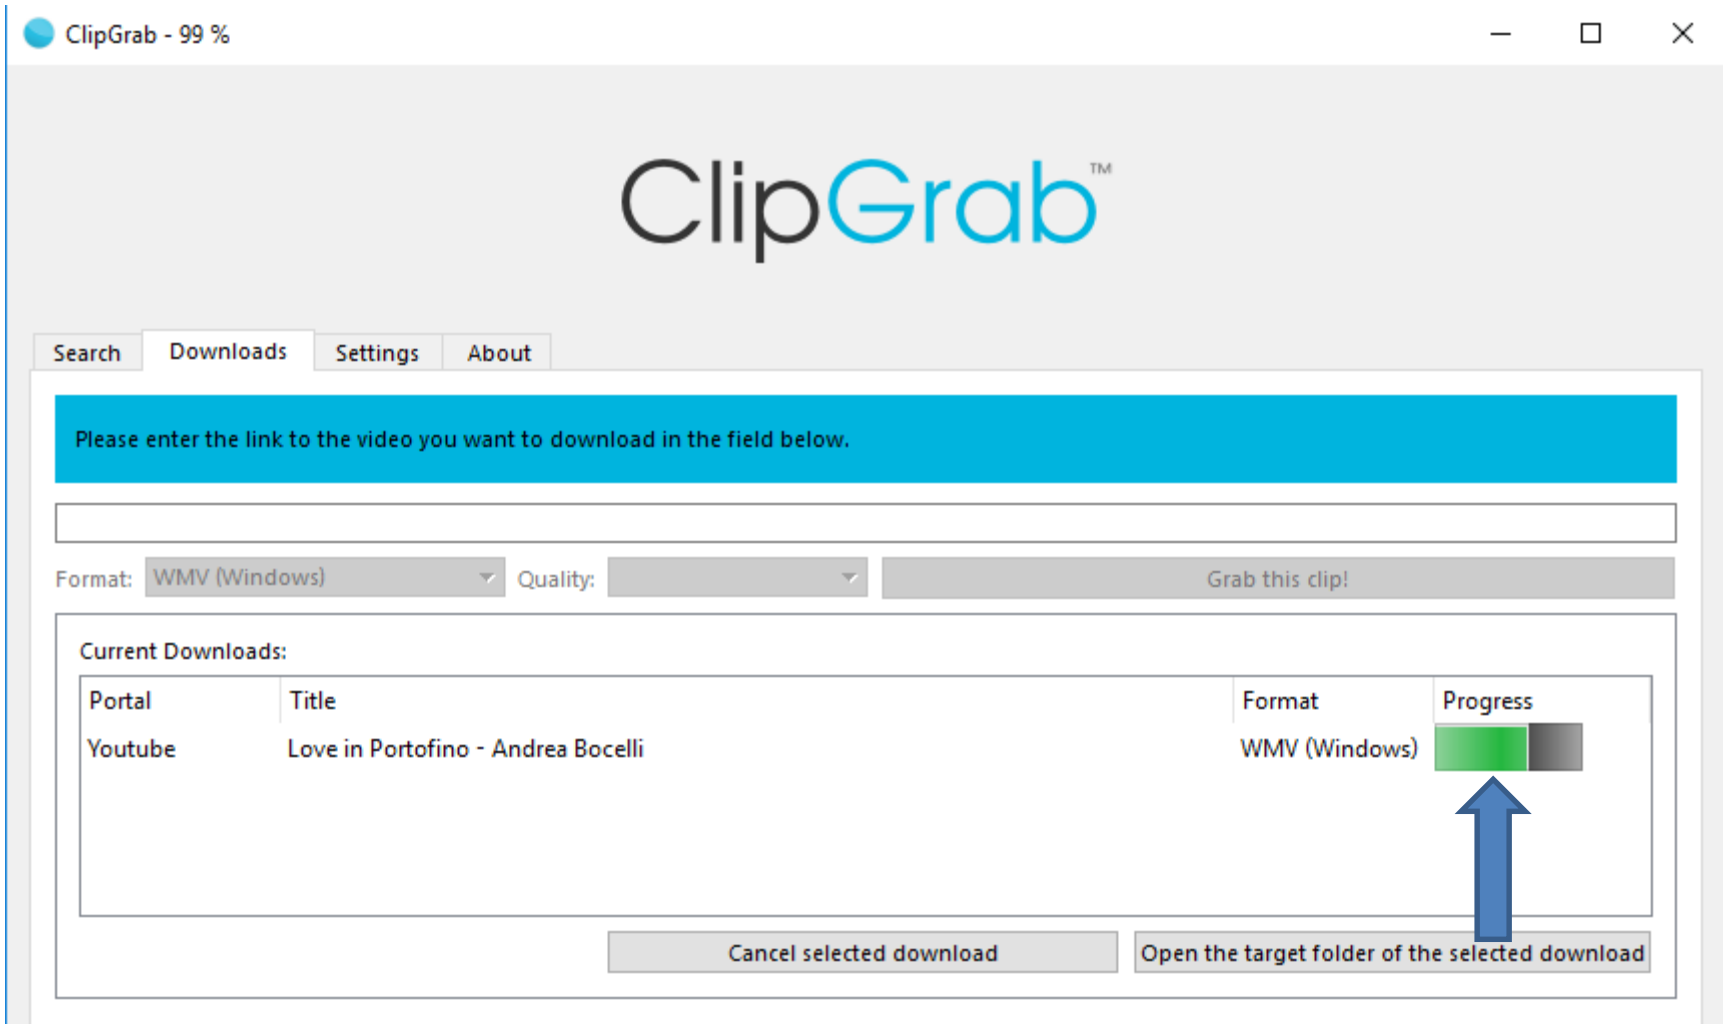 ClipGrab - 99 %
ClipGrab™
Search Downloads Settings About
Please enter the link to the video you want to download in the field below.
Format: WMV (Windows) Quality: Grab this clip!
Current Downloads:
Portal Title Format Progress
Youtube Love in Portofino - Andrea Bocelli WMV (Windows)
Cancel selected download Open the target folder of the selected download